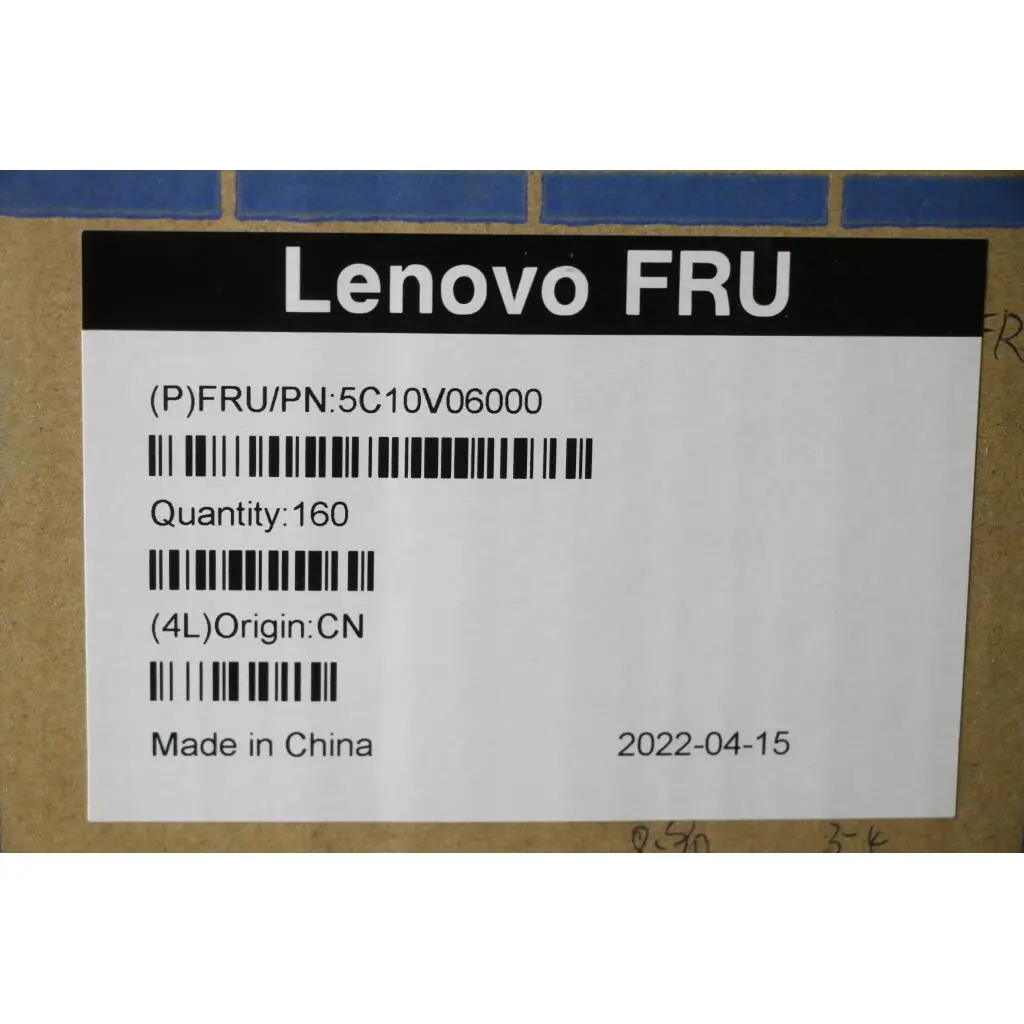 Lenovo FRU
(P)FRU/PN:5C10V06000
Quantity:160
(4L)Origin:CN
Made in China
2022-04-15